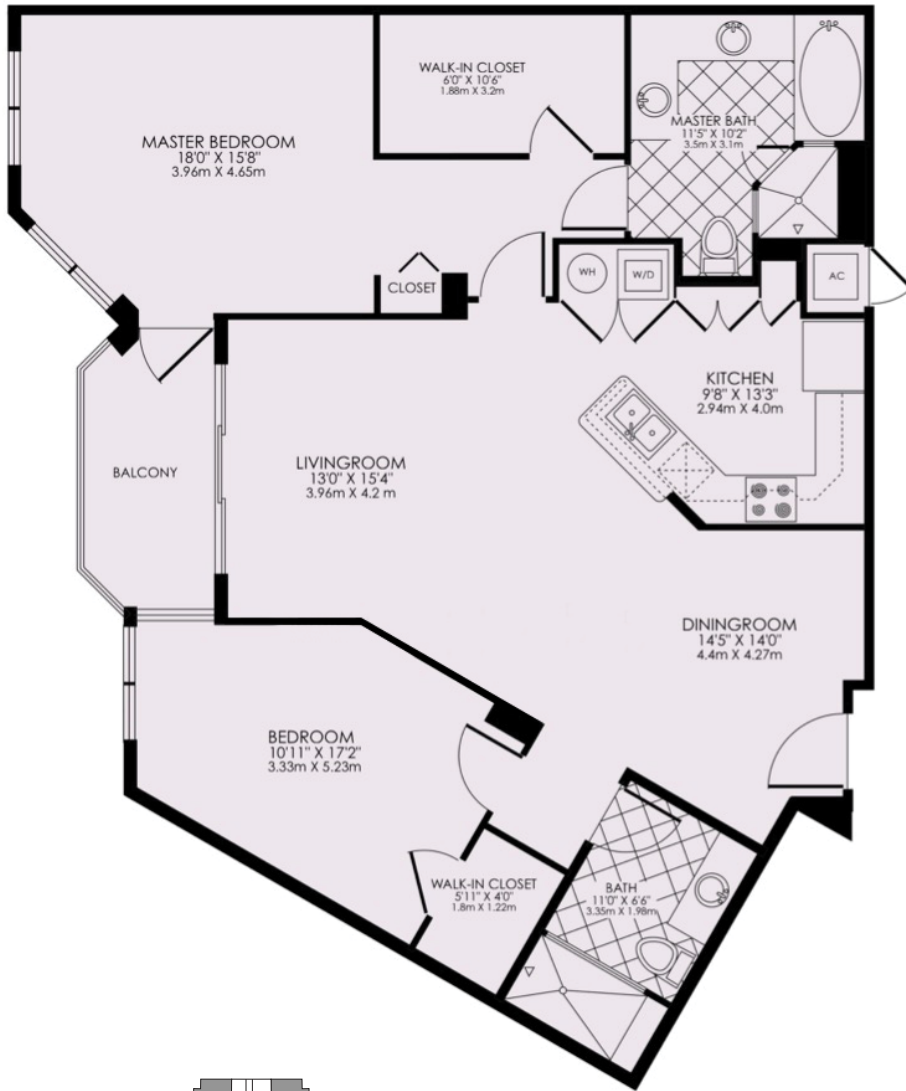 WALK-IN CLOSET
6'0" X 10'6"
1.88m X 3.2m
MASTER BATH
11'5" X 10'2"
3.5m X 3.1m
MASTER BEDROOM
18'0" X 15'8"
3.96m X 4.65m
CLOSET
WH
W/D
AC
KITCHEN
9'8" X 13'3"
2.94m X 4.0m
BALCONY
LIVINGROOM
13'0" X 15'4"
3.96m X 4.2 m
DININGROOM
14'5" X 14'0"
4.4m X 4.27m
BEDROOM
10'11" X 17'2"
3.33m X 5.23m
WALK-IN CLOSET
5'11" X 4'0"
1.8m X 1.22m
BATH
11'0" X 6'6"
3.35m X 1.98m